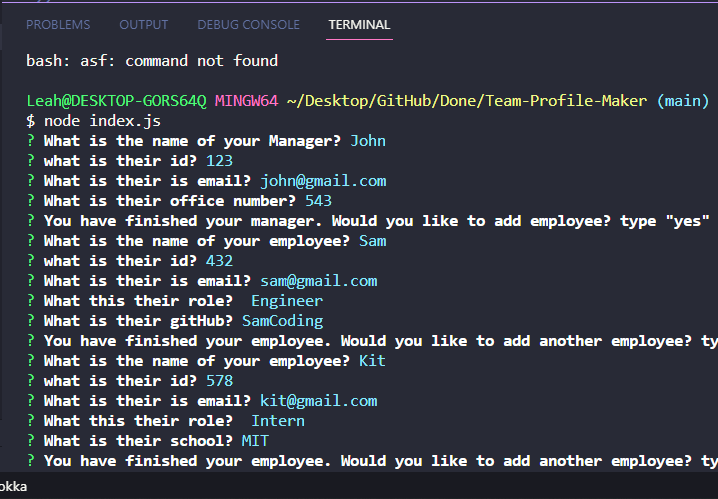 PROBLEMS OUTPUT DEBUG CONSOLE TERMINAL
bash: asf: command not found
Leah@DESKTOP-GORS64Q MINGW64 ~/Desktop/GitHub/Done/Team-Profile-Maker (main)
$ node index.js
? What is the name of your Manager? John
? what is their id? 123
? What is their is email? john@gmail.com
? What is their office number? 543
? You have finished your manager. Would you like to add employee? type "yes"
? What is the name of your employee? Sam
? what is their id? 432
? What is their is email? sam@gmail.com
? What this their role?  Engineer
? What is their gitHub? SamCoding
? You have finished your employee. Would you like to add another employee? ty
? What is the name of your employee? Kit
? what is their id? 578
? What is their is email? kit@gmail.com
? What this their role?  Intern
? What is their school? MIT
? You have finished your employee. Would you like to add another employee? ty
okka